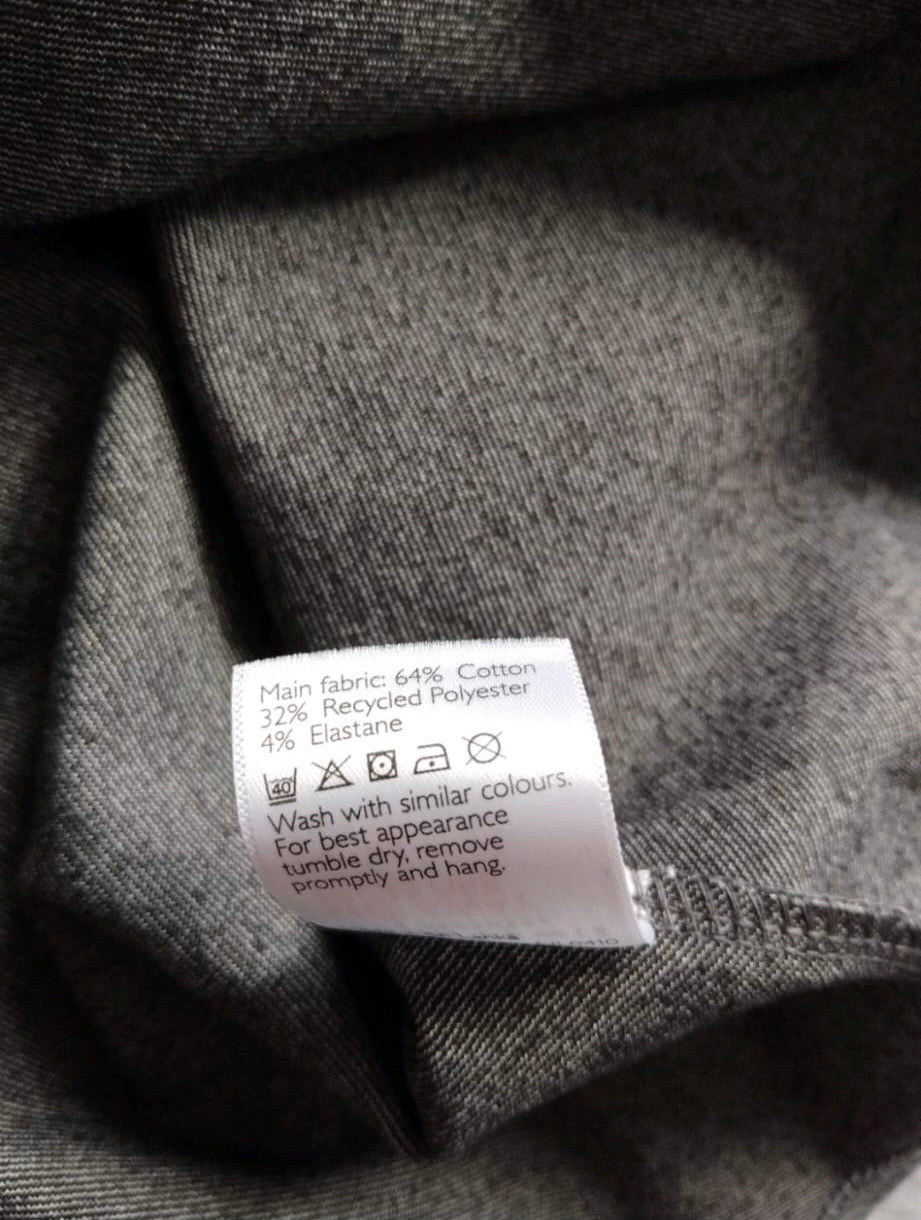 Main fabric: 64% Cotton
32% Recycled Polyester
4% Elastane
40
Wash with similar colours.
For best appearance
tumble dry, remove
promptly and hang.